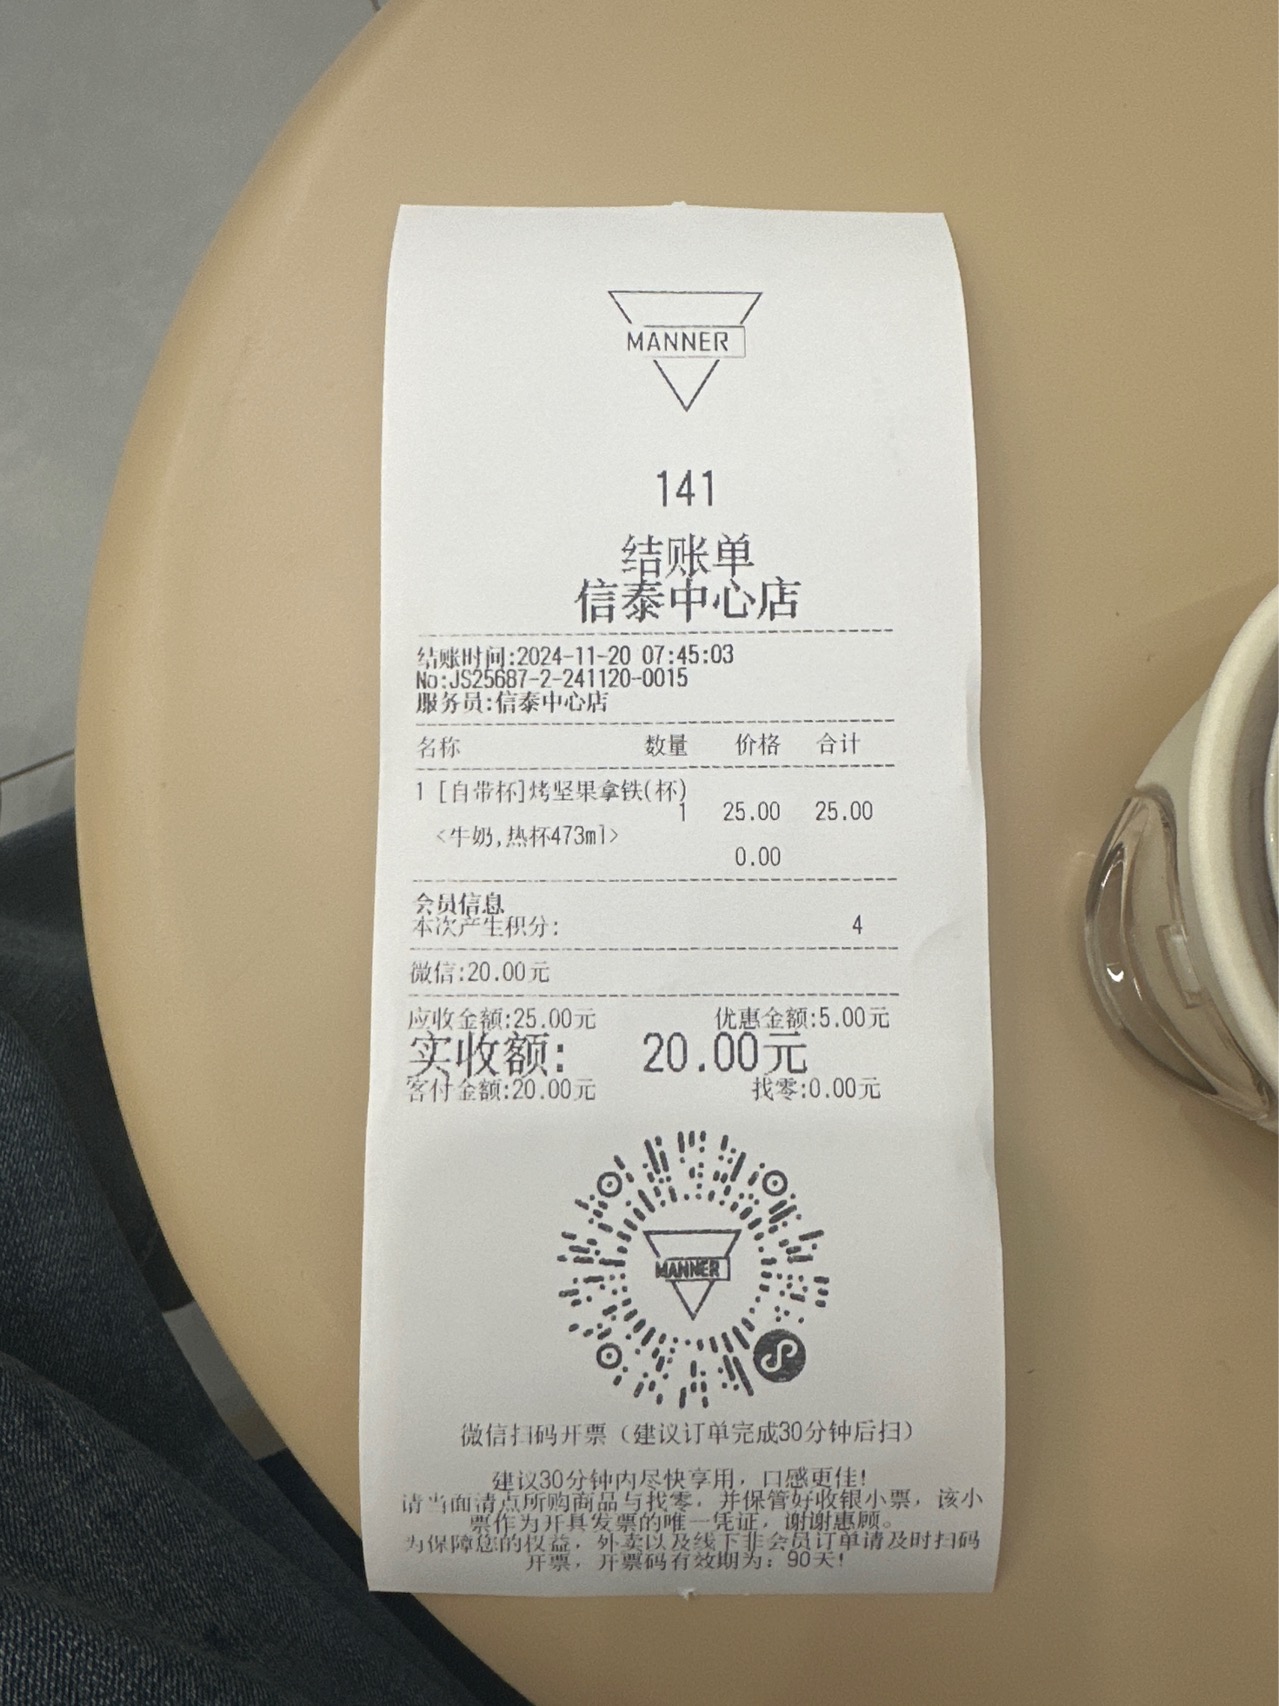 MANNER
141
结账单
信泰中心店
结账时间:2024-11-20 07:45:03
No:JS25687-2-241120-0015
服务员:信泰中心店
名称 数量 价格 合计
1 [自带杯]烤坚果拿铁(杯)
1 25.00 25.00
<牛奶,热杯473ml>
0.00
会员信息
本次产生积分: 4
微信:20.00元
应收金额:25.00元 优惠金额:5.00元
实收额: 20.00元
客付金额:20.00元 找零:0.00元
MANNER
微信扫码开票（建议订单完成30分钟后扫）
建议30分钟内尽快享用，口感更佳!
请当面清点所购商品与找零，并保管好收银小票，该小
票作为开具发票的唯一凭证，谢谢惠顾。
为保障您的权益，外卖以及线下非会员订单请及时扫码
开票，开票码有效期为：90天!